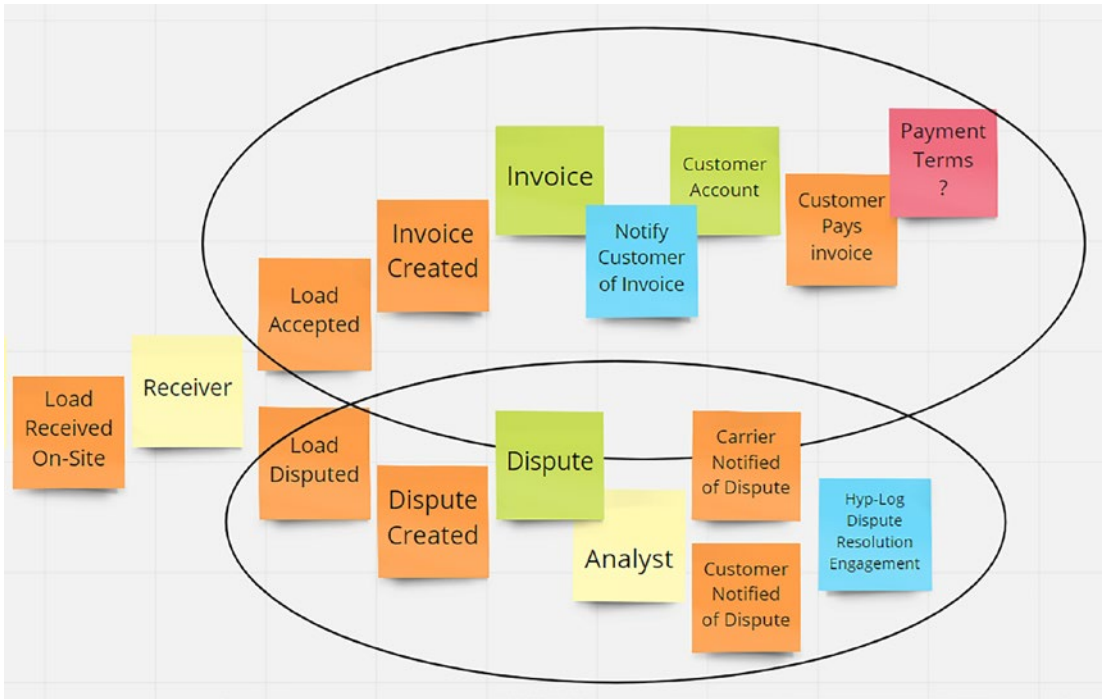 Load
Received
On-Site
Receiver
Load
Accepted
Invoice
Created
Invoice
Notify
Customer
of Invoice
Customer
Account
Customer
Pays
invoice
Payment
Terms
?
Load
Disputed
Dispute
Created
Dispute
Analyst
Carrier
Notified
of Dispute
Customer
Notified
of Dispute
Hyp-Log
Dispute
Resolution
Engagement